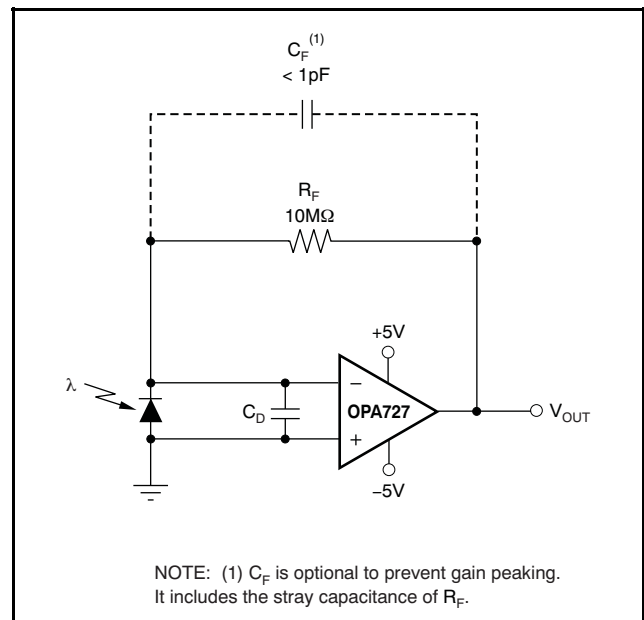 C_F^(1)
< 1pF
R_F
10MΩ
+5V
λ
C_D
−
OPA727
+
V_OUT
−5V
NOTE: (1) C_F is optional to prevent gain peaking.
It includes the stray capacitance of R_F.